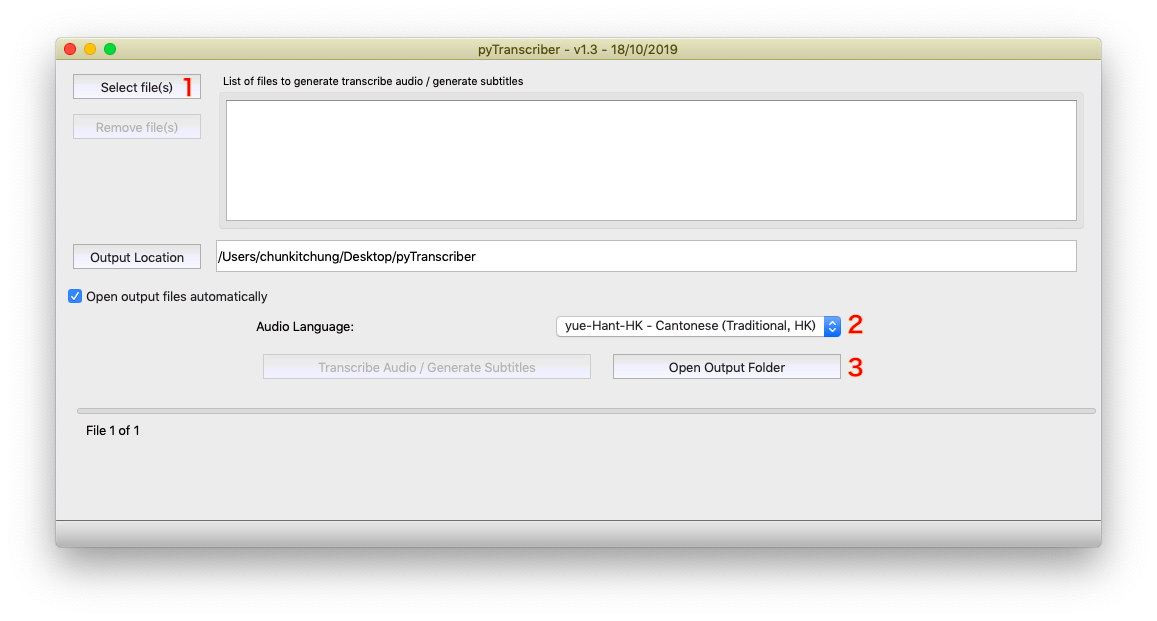 pyTranscriber - v1.3 - 18/10/2019
Select file(s) 1
List of files to generate transcribe audio / generate subtitles
Remove file(s)
Output Location
/Users/chunkitchung/Desktop/pyTranscriber
Open output files automatically
Audio Language:
yue-Hant-HK - Cantonese (Traditional, HK) 2
Transcribe Audio / Generate Subtitles
Open Output Folder 3
File 1 of 1